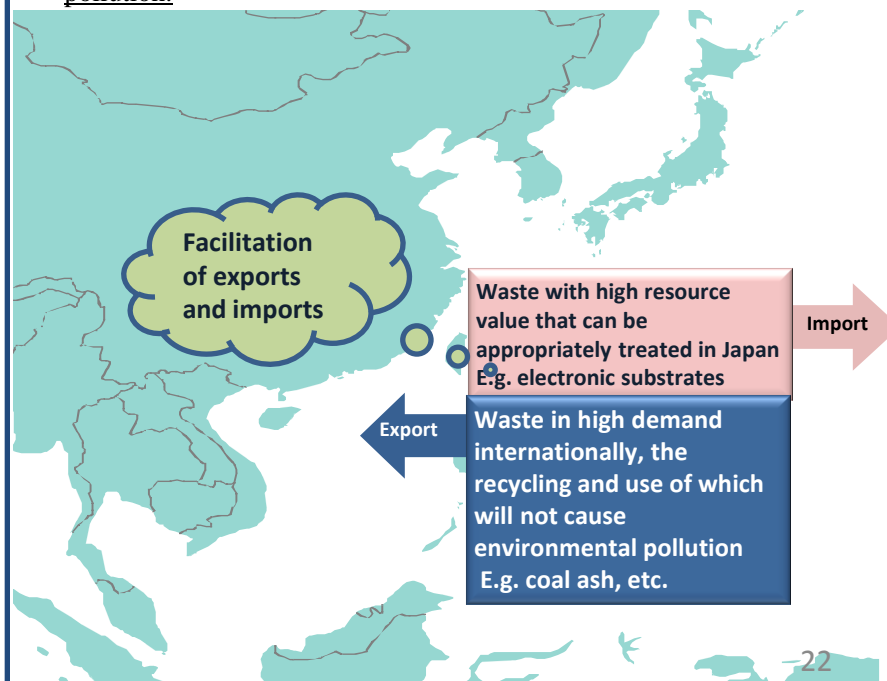 pollution.
Facilitation
of exports
and imports
Waste with high resource
value that can be
appropriately treated in Japan
E.g. electronic substrates
Import
Export
Waste in high demand
internationally, the
recycling and use of which
will not cause
environmental pollution
E.g. coal ash, etc.
22